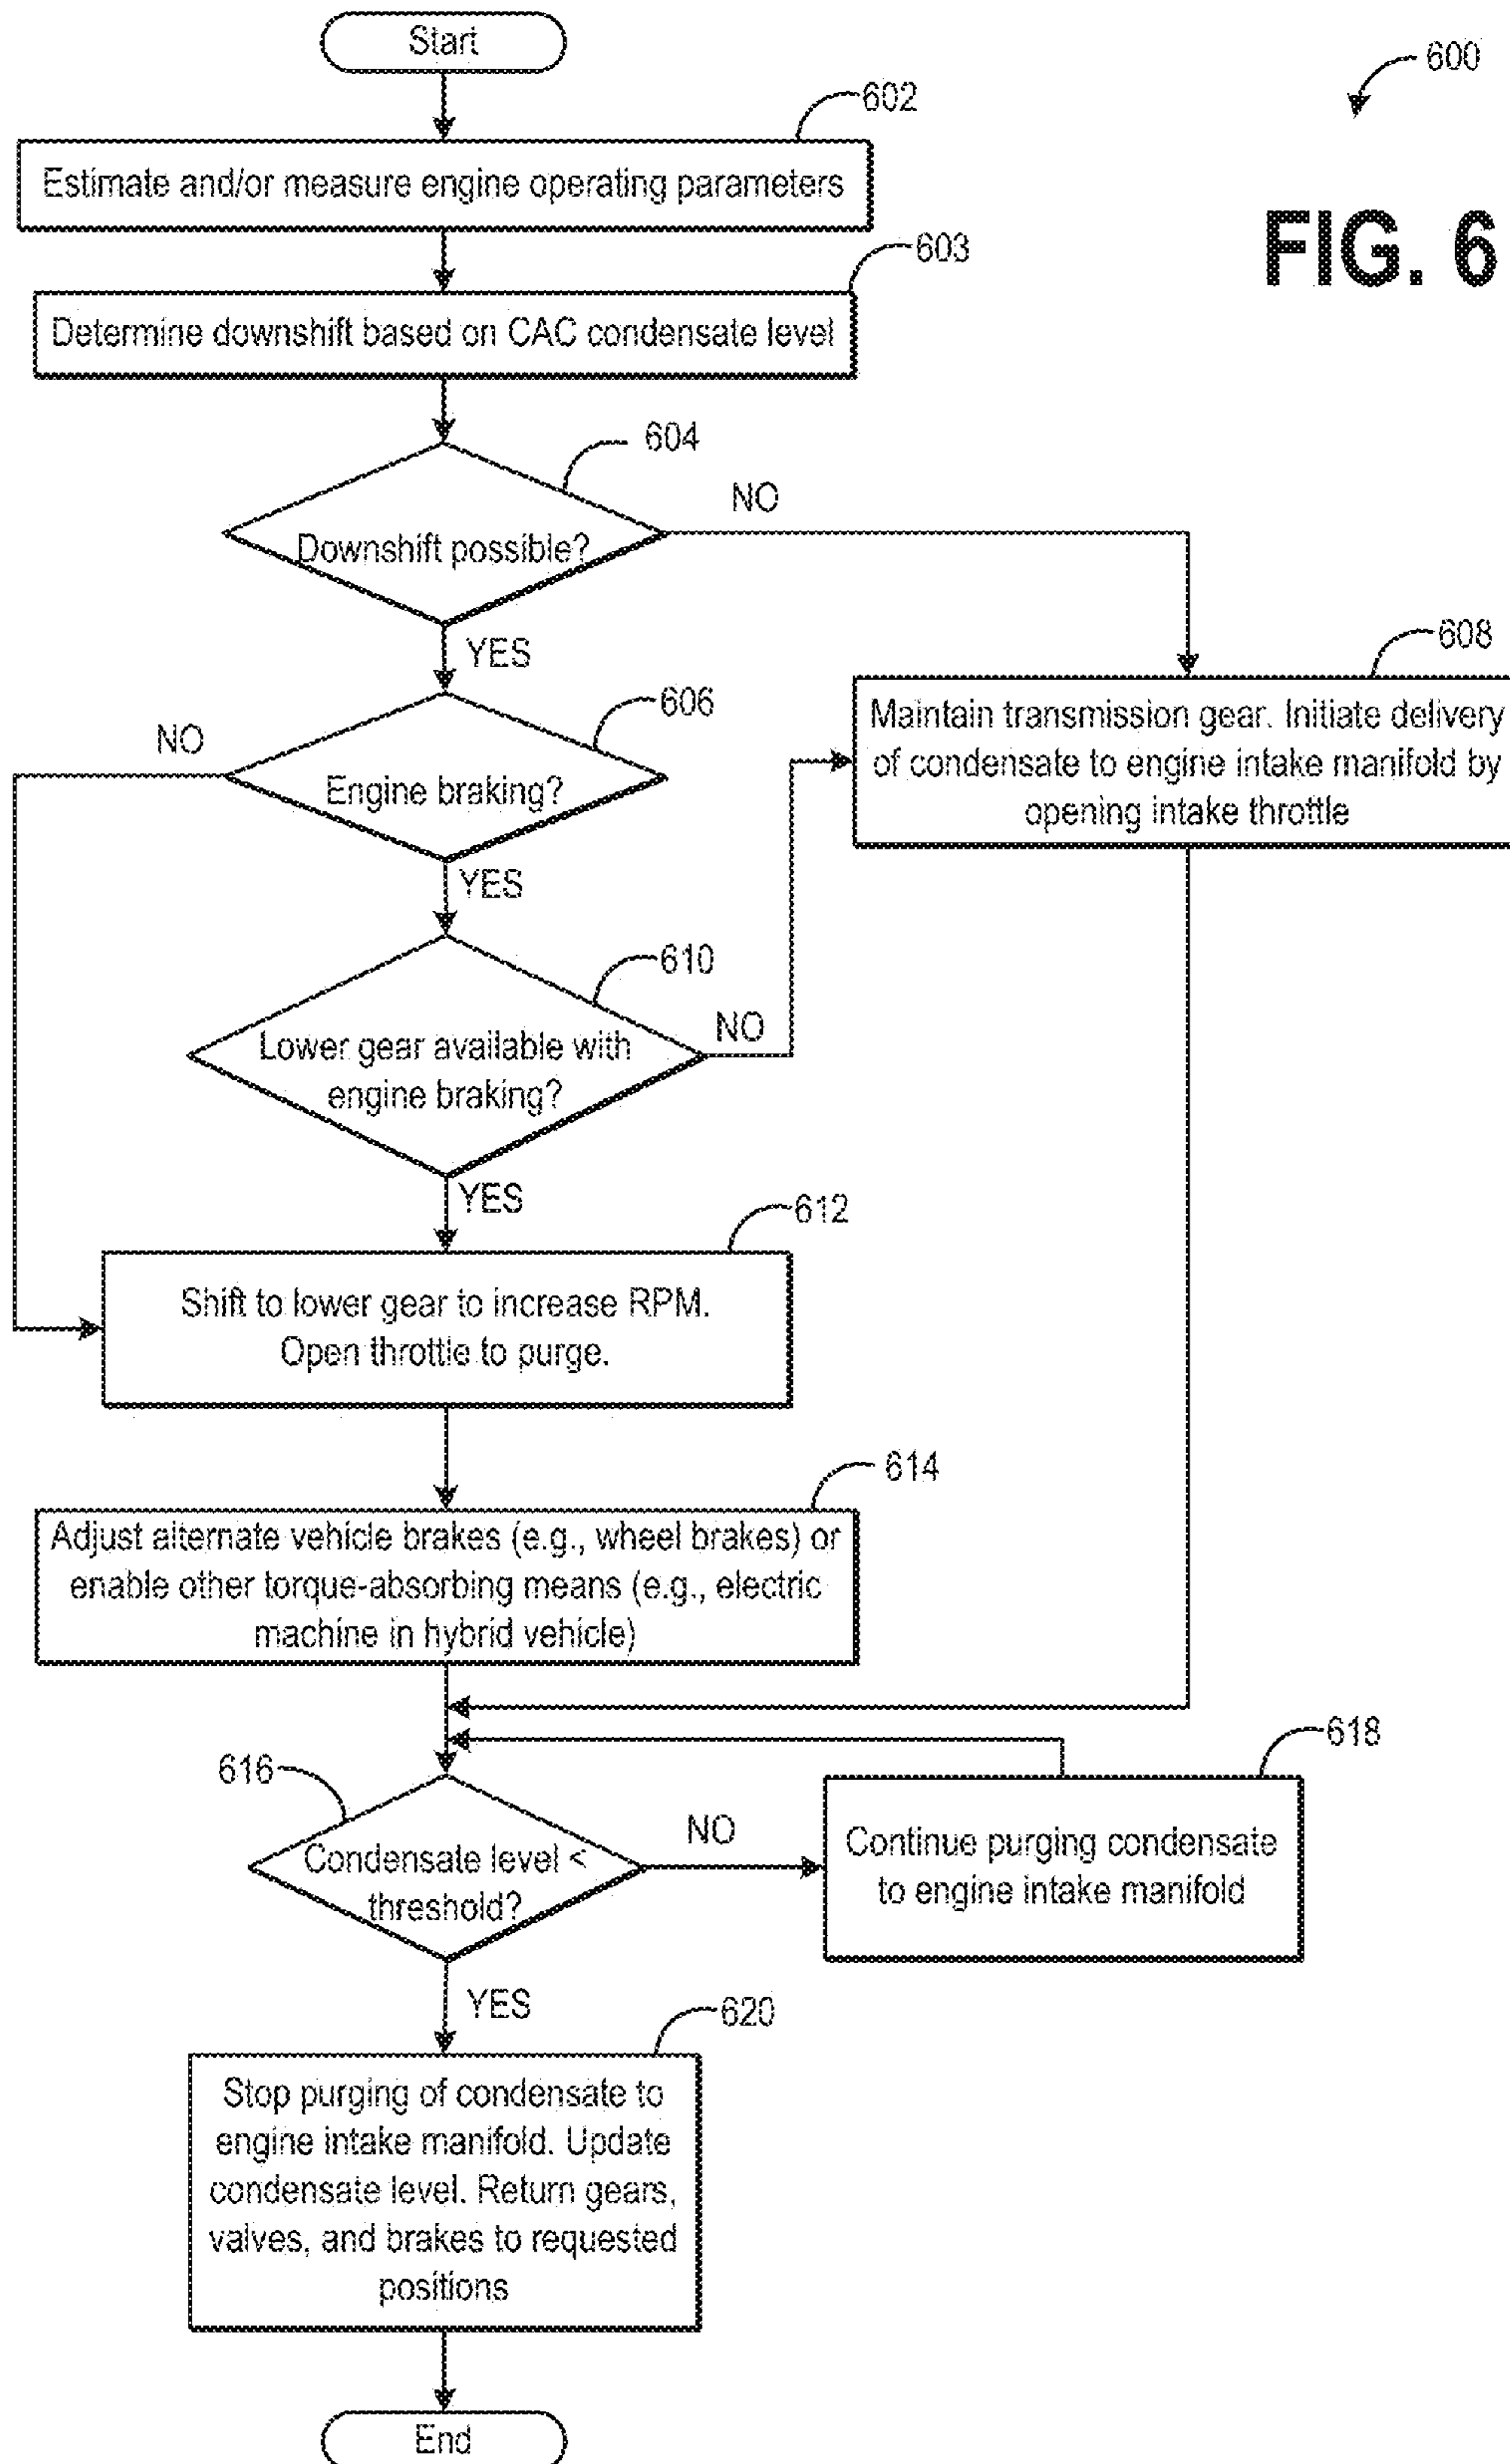 Start
600
602
Estimate and/or measure engine operating parameters
FIG. 6
603
Determine downshift based on CAC condensate level
604
NO
Downshift possible?
YES
608
Maintain transmission gear. Initiate delivery
of condensate to engine intake manifold by
opening intake throttle
606
NO
Engine braking?
YES
610
NO
Lower gear available with
engine braking?
YES
612
Shift to lower gear to increase RPM.
Open throttle to purge.
614
Adjust alternate vehicle brakes (e.g., wheel brakes) or
enable other torque-absorbing means (e.g., electric
machine in hybrid vehicle)
616
618
NO
Condensate level <
threshold?
Continue purging condensate
to engine intake manifold
YES
620
Stop purging of condensate to
engine intake manifold. Update
condensate level. Return gears,
valves, and brakes to requested
positions
End